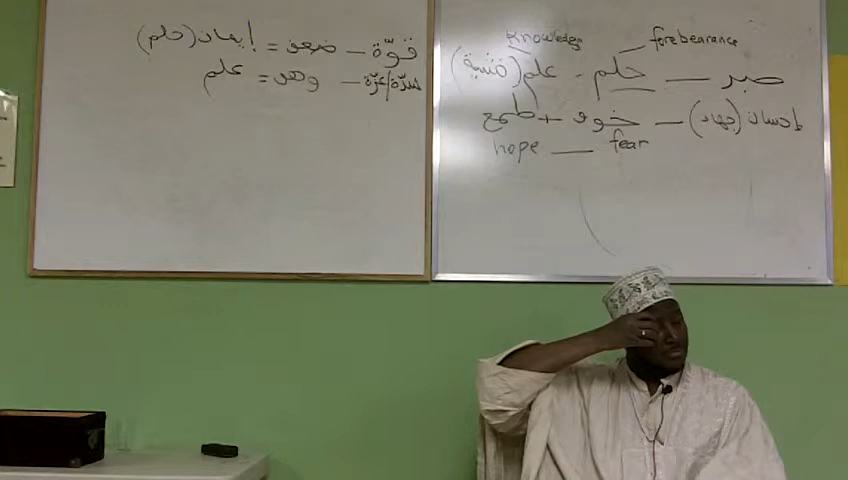 قوّة – ضعف = إيمان (حلم)
شدّة/عزّة – وهن = علم
knowledge forebearance
صبر – حلم - علم
إحسان (جهاد) – خوف + طمع
hope – fear